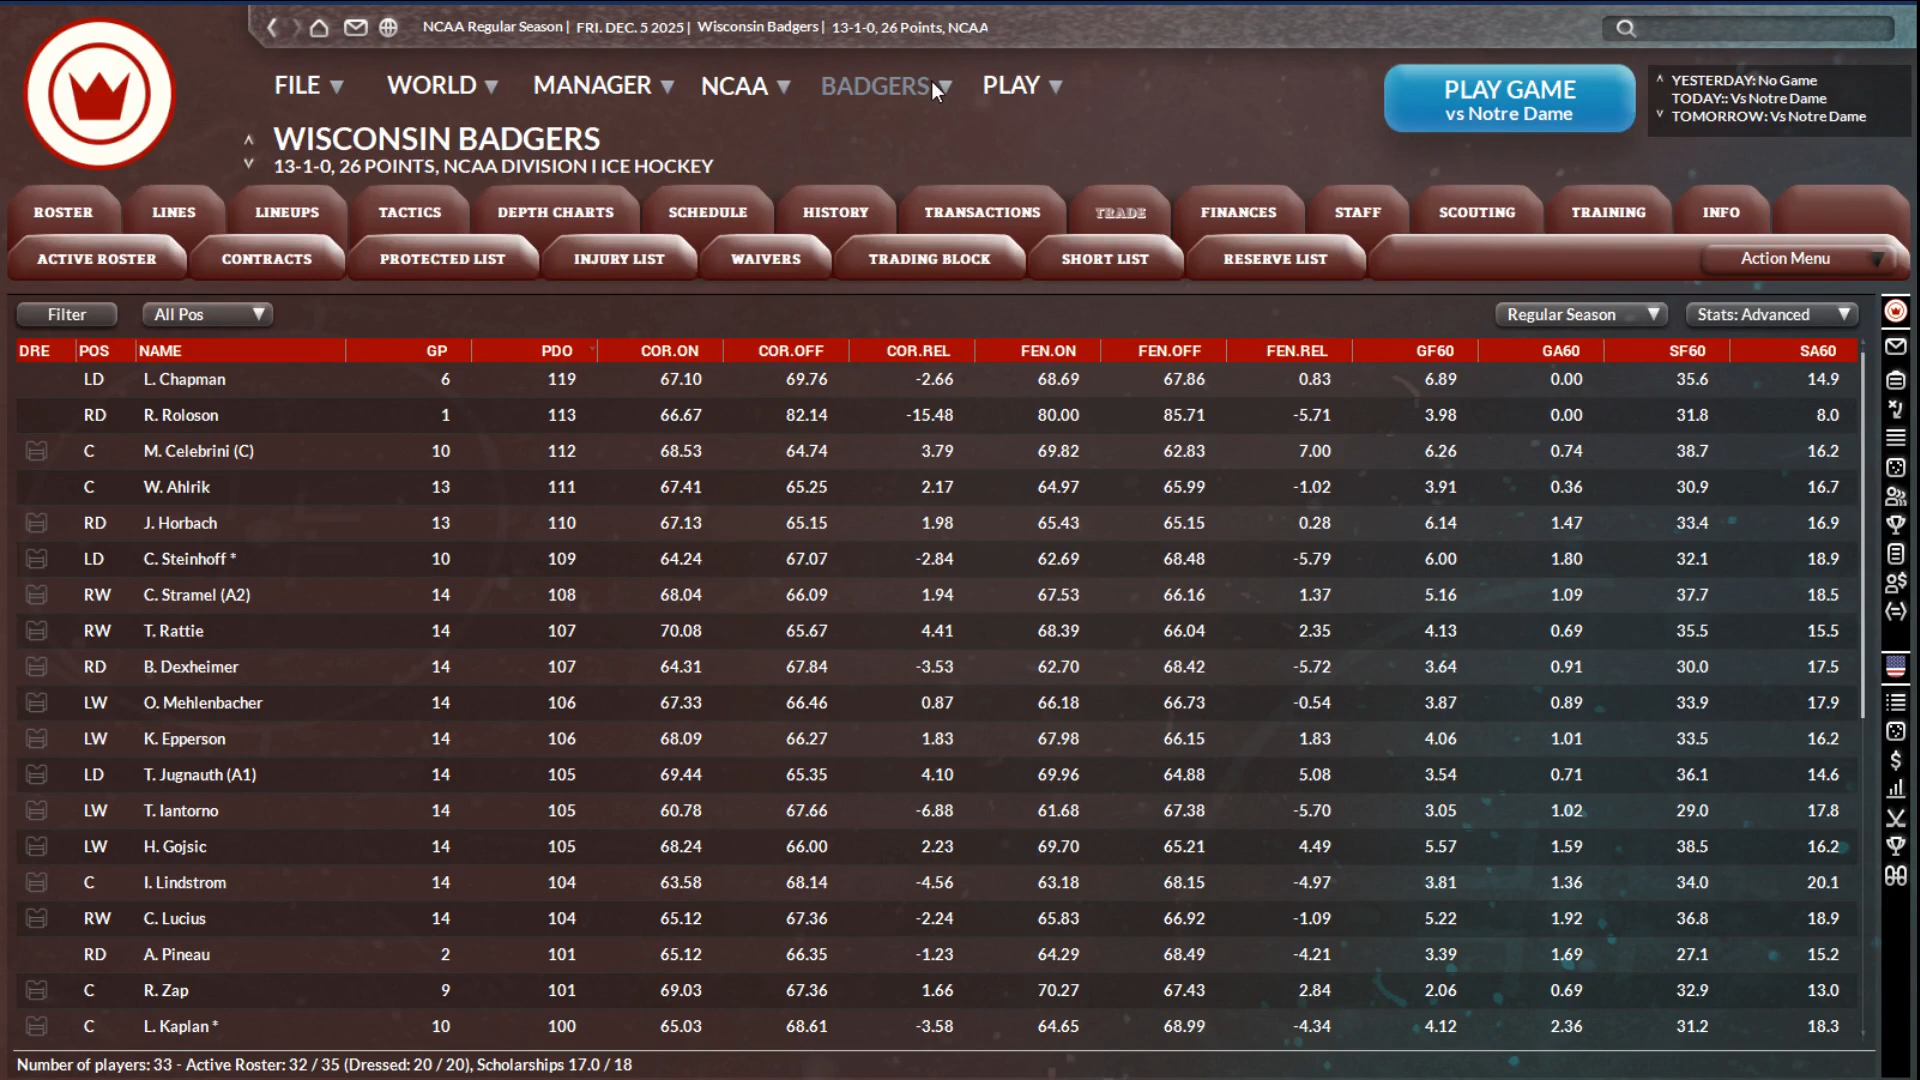 NCAA Regular Season | FRI. DEC. 5 2025 | Wisconsin Badgers | 13-1-0, 26 Points, NCAA
FILE WORLD MANAGER NCAA BADGERS PLAY
PLAY GAME
vs Notre Dame
YESTERDAY: No Game
TODAY:: Vs Notre Dame
TOMORROW: Vs Notre Dame
WISCONSIN BADGERS
13-1-0, 26 POINTS, NCAA DIVISION I ICE HOCKEY
ROSTER LINES LINEUPS TACTICS DEPTH CHARTS SCHEDULE HISTORY TRANSACTIONS TRADE FINANCES STAFF SCOUTING TRAINING INFO
ACTIVE ROSTER CONTRACTS PROTECTED LIST INJURY LIST WAIVERS TRADING BLOCK SHORT LIST RESERVE LIST Action Menu
Filter All Pos Regular Season Stats: Advanced
DRE POS NAME GP PDO COR.ON COR.OFF COR.REL FEN.ON FEN.OFF FEN.REL GF60 GA60 SF60 SA60
LD L. Chapman 6 119 67.10 69.76 -2.66 68.69 67.86 0.83 6.89 0.00 35.6 14.9
RD R. Roloson 1 113 66.67 82.14 -15.48 80.00 85.71 -5.71 3.98 0.00 31.8 8.0
C M. Celebrini (C) 10 112 68.53 64.74 3.79 69.82 62.83 7.00 6.26 0.74 38.7 16.2
C W. Ahlrik 13 111 67.41 65.25 2.17 64.97 65.99 -1.02 3.91 0.36 30.9 16.7
RD J. Horbach 13 110 67.13 65.15 1.98 65.43 65.15 0.28 6.14 1.47 33.4 16.9
LD C. Steinhoff * 10 109 64.24 67.07 -2.84 62.69 68.48 -5.79 6.00 1.80 32.1 18.9
RW C. Stramel (A2) 14 108 68.04 66.09 1.94 67.53 66.16 1.37 5.16 1.09 37.7 18.5
RW T. Rattie 14 107 70.08 65.67 4.41 68.39 66.04 2.35 4.13 0.69 35.5 15.5
RD B. Dexheimer 14 107 64.31 67.84 -3.53 62.70 68.42 -5.72 3.64 0.91 30.0 17.5
LW O. Mehlenbacher 14 106 67.33 66.46 0.87 66.18 66.73 -0.54 3.87 0.89 33.9 17.9
LW K. Epperson 14 106 68.09 66.27 1.83 67.98 66.15 1.83 4.06 1.01 33.5 16.2
LD T. Jugnauth (A1) 14 105 69.44 65.35 4.10 69.96 64.88 5.08 3.54 0.71 36.1 14.6
LW T. Iantorno 14 105 60.78 67.66 -6.88 61.68 67.38 -5.70 3.05 1.02 29.0 17.8
LW H. Gojsic 14 105 68.24 66.00 2.23 69.70 65.21 4.49 5.57 1.59 38.5 16.2
C I. Lindstrom 14 104 63.58 68.14 -4.56 63.18 68.15 -4.97 3.81 1.36 34.0 20.1
RW C. Lucius 14 104 65.12 67.36 -2.24 65.83 66.92 -1.09 5.22 1.92 36.8 18.9
RD A. Pineau 2 101 65.12 66.35 -1.23 64.29 68.49 -4.21 3.39 1.69 27.1 15.2
C R. Zap 9 101 69.03 67.36 1.66 70.27 67.43 2.84 2.06 0.69 32.9 13.0
C L. Kaplan * 10 100 65.03 68.61 -3.58 64.65 68.99 -4.34 4.12 2.36 31.2 18.3
Number of players: 33 - Active Roster: 32 / 35 (Dressed: 20 / 20), Scholarships 17.0 / 18